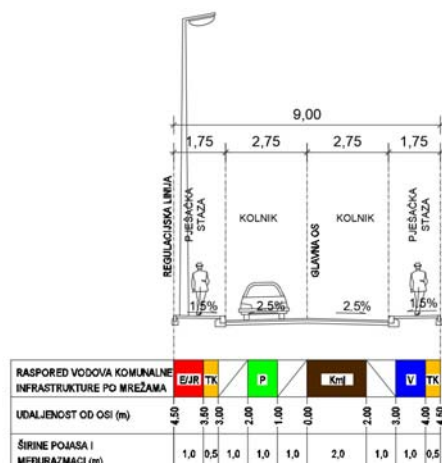 9,00
1,75 2,75 2,75 1,75
REGULACIJSKA LINIJA
PJEŠAČKA
STAZA
KOLNIK
GLAVNA OS
KOLNIK
PJEŠAČKA
STAZA
1.5% 2.5% 2.5% 1.5%
RASPORED VODOVA KOMUNALNE
INFRASTRUKTURE PO MREŽAMA
E/JR TK P Kmj V TK
UDALJENOST OD OSI (m)
4,50 3,50 3,00 2,00 1,00 0,00 2,00 3,00 4,00 4,50
ŠIRINE POJASA I
MEĐURAZMACI (m)
1,0 0,5 1,0 1,0 1,0 2,0 1,0 1,0 0,5